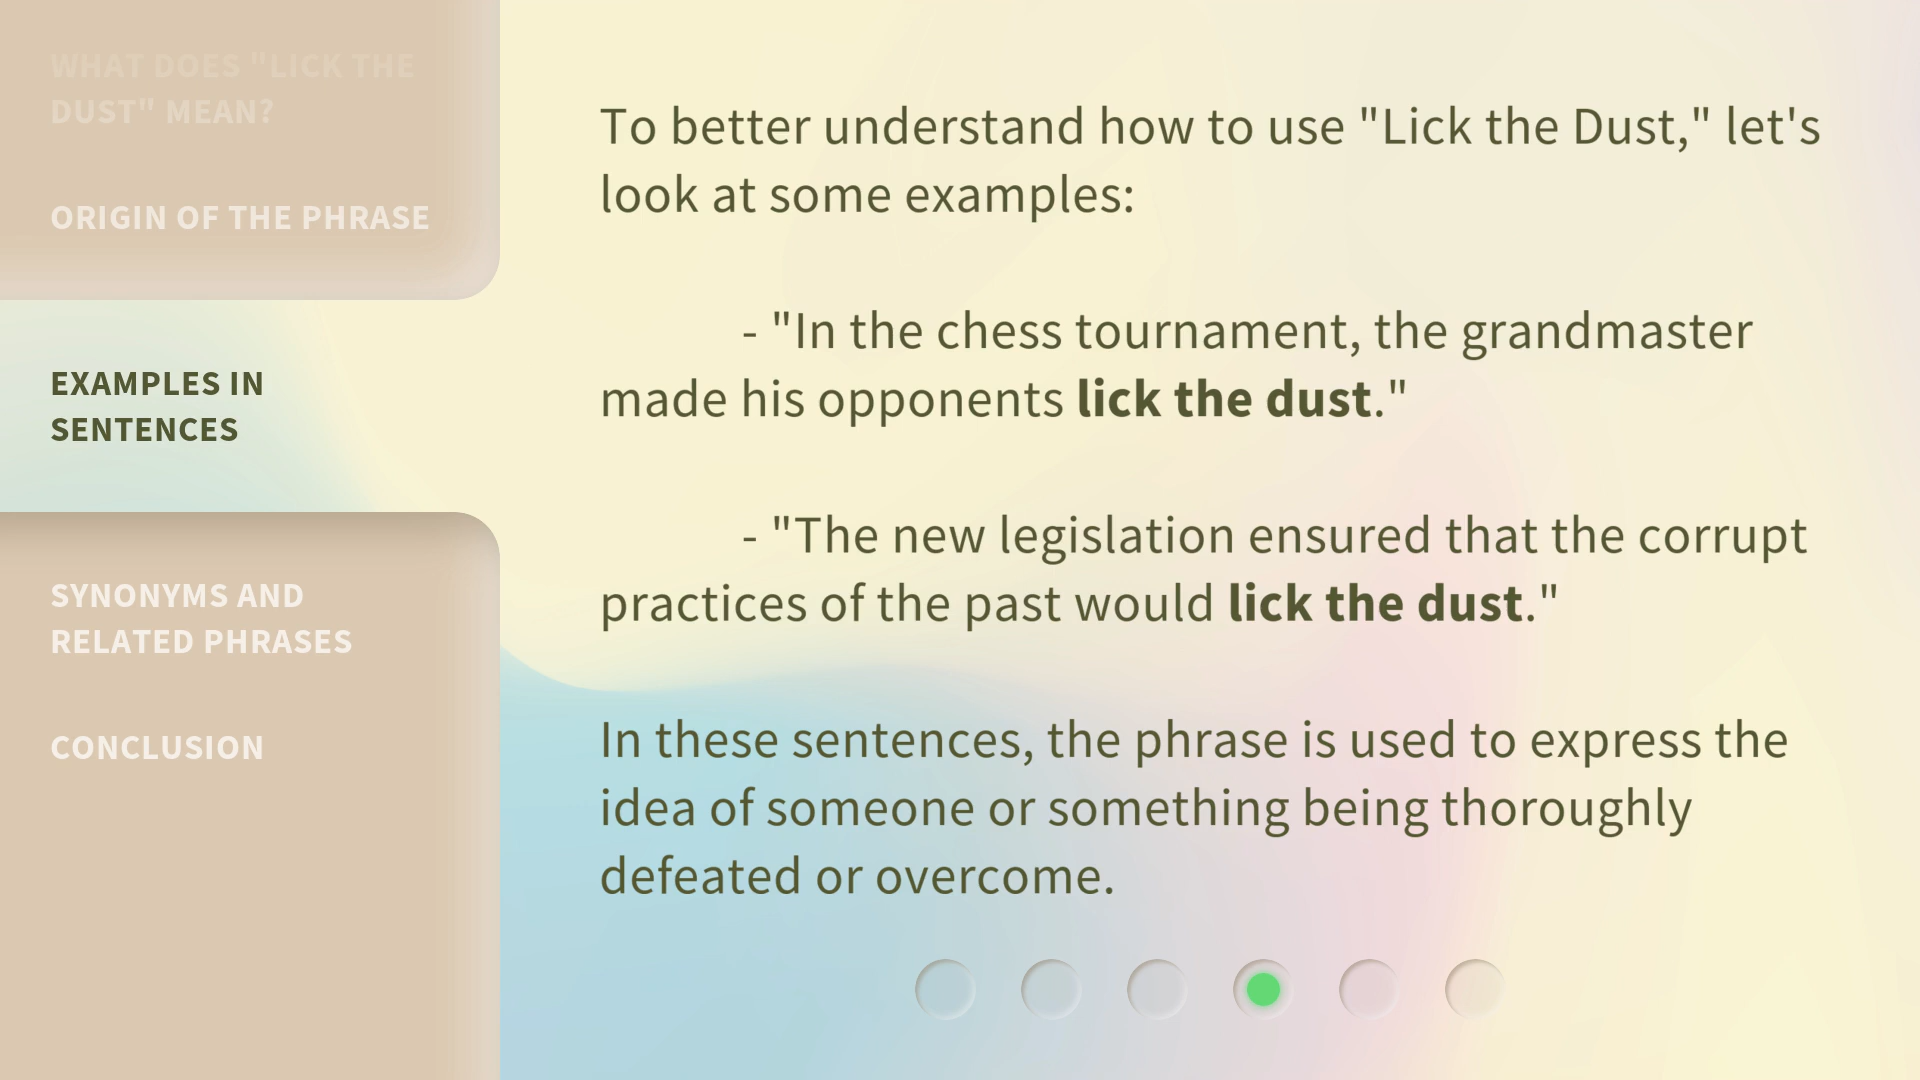 WHAT DOES "LICK THE
DUST" MEAN?
ORIGIN OF THE PHRASE
EXAMPLES IN
SENTENCES
SYNONYMS AND
RELATED PHRASES
CONCLUSION
To better understand how to use "Lick the Dust," let's
look at some examples:
- "In the chess tournament, the grandmaster
made his opponents lick the dust."
- "The new legislation ensured that the corrupt
practices of the past would lick the dust."
In these sentences, the phrase is used to express the
idea of someone or something being thoroughly
defeated or overcome.